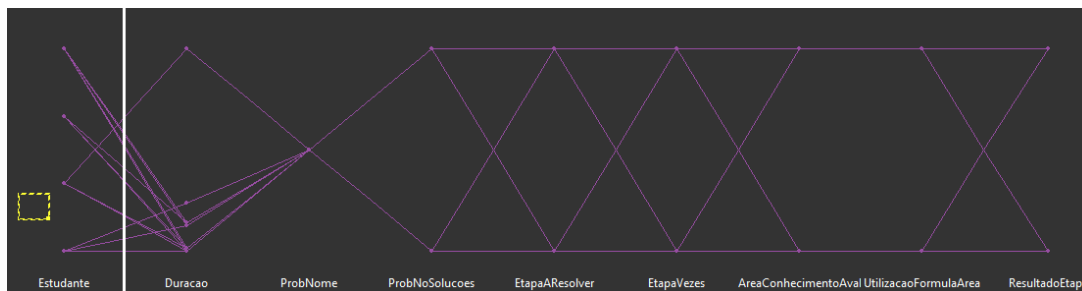 Estudante Duracao ProbNome ProbNoSolucoes EtapaAResolver EtapaVezes AreaConhecimentoAval UtilizacaoFormulaArea ResultadoEtap